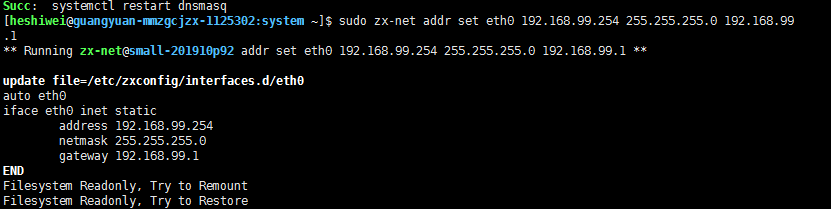 Succ:  systemctl restart dnsmasq
[heshiwei@guangyuan-mmzgcjzx-1125302:system ~]$ sudo zx-net addr set eth0 192.168.99.254 255.255.255.0 192.168.99
.1
** Running zx-net@small-201910p92 addr set eth0 192.168.99.254 255.255.255.0 192.168.99.1 **
update file=/etc/zxconfig/interfaces.d/eth0
auto eth0
iface eth0 inet static
        address 192.168.99.254
        netmask 255.255.255.0
        gateway 192.168.99.1
END
Filesystem Readonly, Try to Remount
Filesystem Readonly, Try to Restore